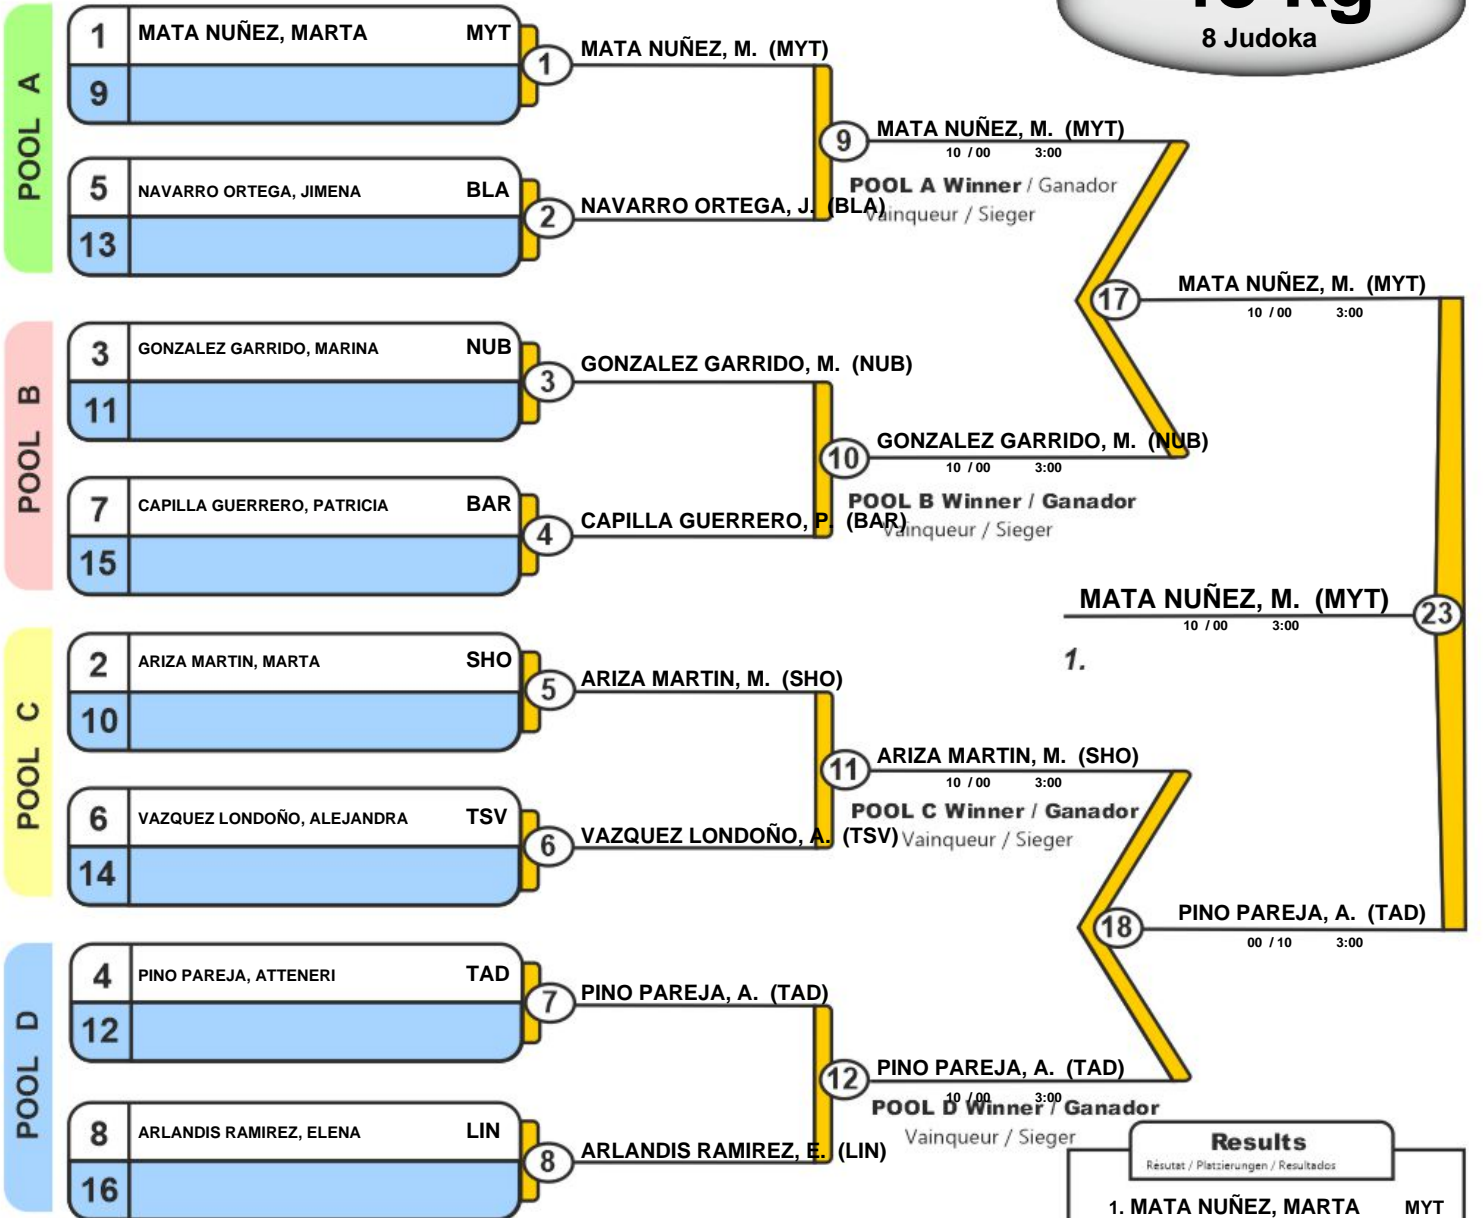 kg
8 Judoka
POOL A
1 MATA NUÑEZ, MARTA MYT
9
5 NAVARRO ORTEGA, JIMENA BLA
13
1 MATA NUÑEZ, M. (MYT)
2 NAVARRO ORTEGA, J. (BLA)
9 MATA NUÑEZ, M. (MYT)
10 / 00 3:00
POOL A Winner / Ganador
Vainqueur / Sieger
POOL B
3 GONZALEZ GARRIDO, MARINA NUB
11
7 CAPILLA GUERRERO, PATRICIA BAR
15
3 GONZALEZ GARRIDO, M. (NUB)
4 CAPILLA GUERRERO, P. (BAR)
10 GONZALEZ GARRIDO, M. (NUB)
10 / 00 3:00
POOL B Winner / Ganador
Vainqueur / Sieger
17 MATA NUÑEZ, M. (MYT)
10 / 00 3:00
MATA NUÑEZ, M. (MYT) 23
10 / 00 3:00
1.
POOL C
2 ARIZA MARTIN, MARTA SHO
10
6 VAZQUEZ LONDOÑO, ALEJANDRA TSV
14
5 ARIZA MARTIN, M. (SHO)
6 VAZQUEZ LONDOÑO, A. (TSV)
11 ARIZA MARTIN, M. (SHO)
10 / 00 3:00
POOL C Winner / Ganador
Vainqueur / Sieger
POOL D
4 PINO PAREJA, ATTENERI TAD
12
8 ARLANDIS RAMIREZ, ELENA LIN
16
7 PINO PAREJA, A. (TAD)
8 ARLANDIS RAMIREZ, E. (LIN)
12 PINO PAREJA, A. (TAD)
10 / 00 3:00
POOL D Winner / Ganador
Vainqueur / Sieger
18 PINO PAREJA, A. (TAD)
00 / 10 3:00
Results
Résutat / Platzierungen / Resultados
1. MATA NUÑEZ, MARTA MYT